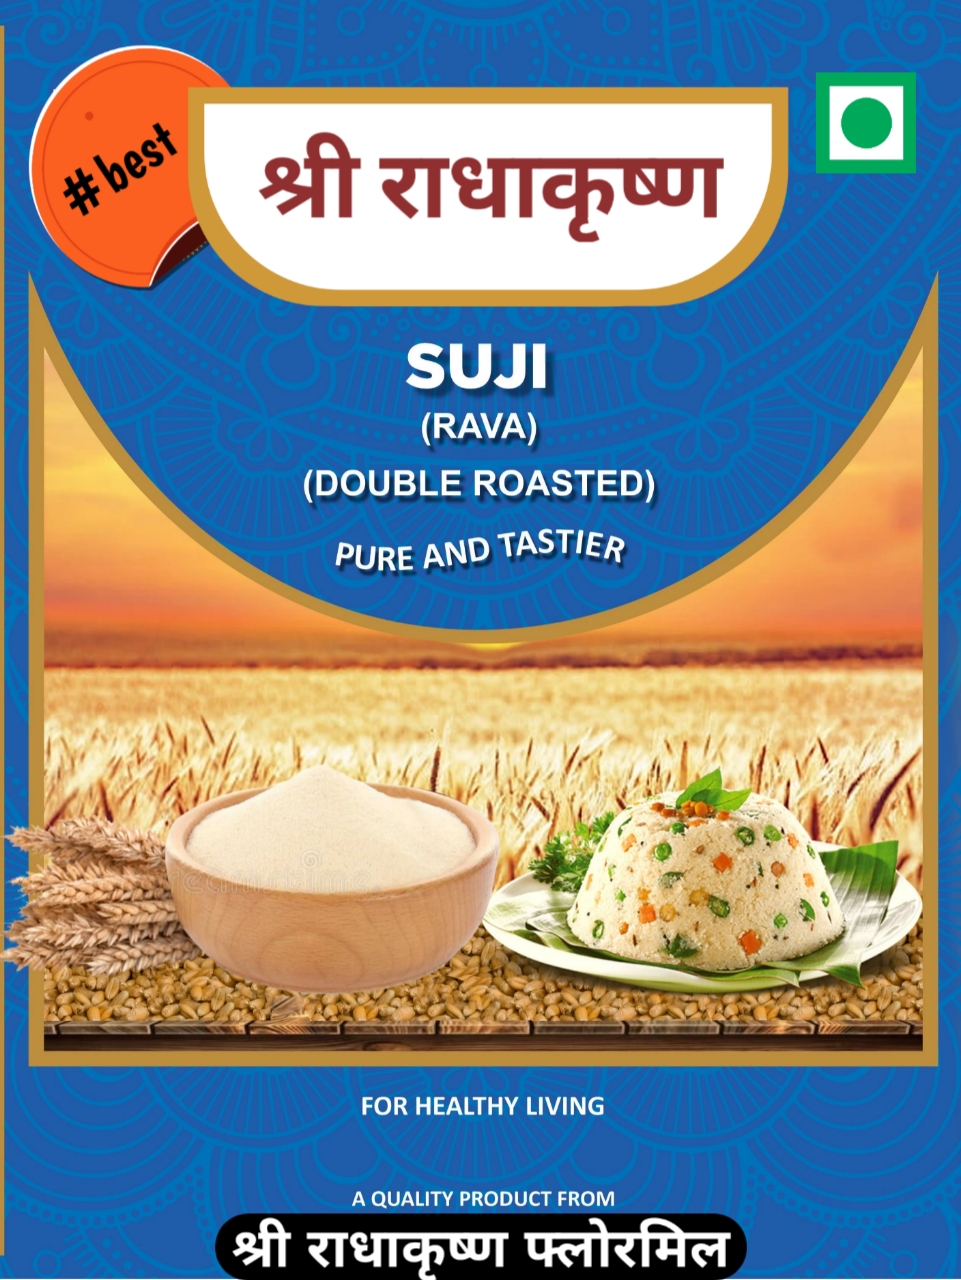 #best
श्री राधाकृष्ण
SUJI
(RAVA)
(DOUBLE ROASTED)
PURE AND TASTIER
FOR HEALTHY LIVING
A QUALITY PRODUCT FROM
श्री राधाकृष्ण फ्लोरमिल